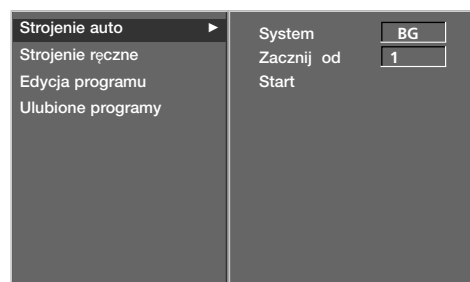 Strojenie auto ►
Strojenie ręczne
Edycja programu
Ulubione programy
System BG
Zacznij od 1
Start